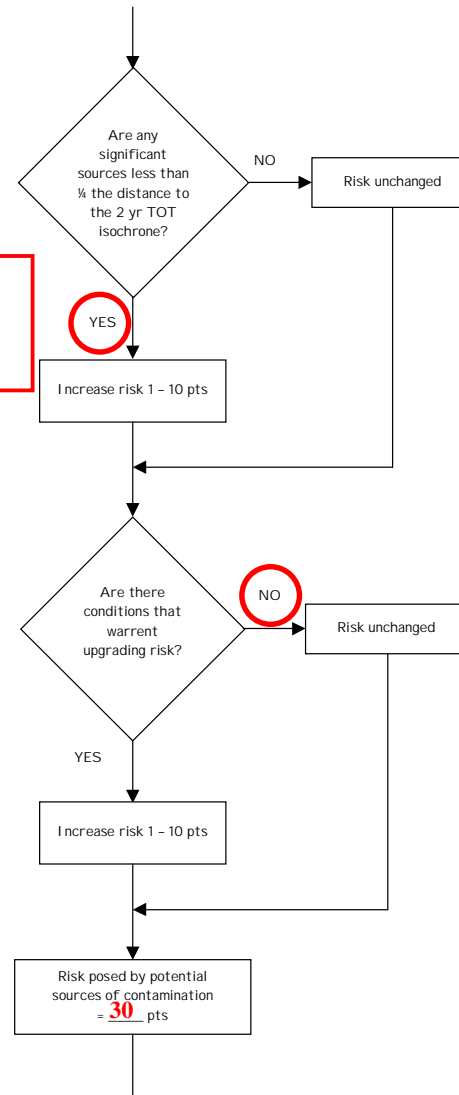 Are any
significant
sources less than
¼ the distance to
the 2 yr TOT
isochrone?
NO
Risk unchanged
YES
Increase risk 1 – 10 pts
Are there
conditions that
warrent
upgrading risk?
NO
Risk unchanged
YES
Increase risk 1 – 10 pts
Risk posed by potential
sources of contamination
= 30 pts